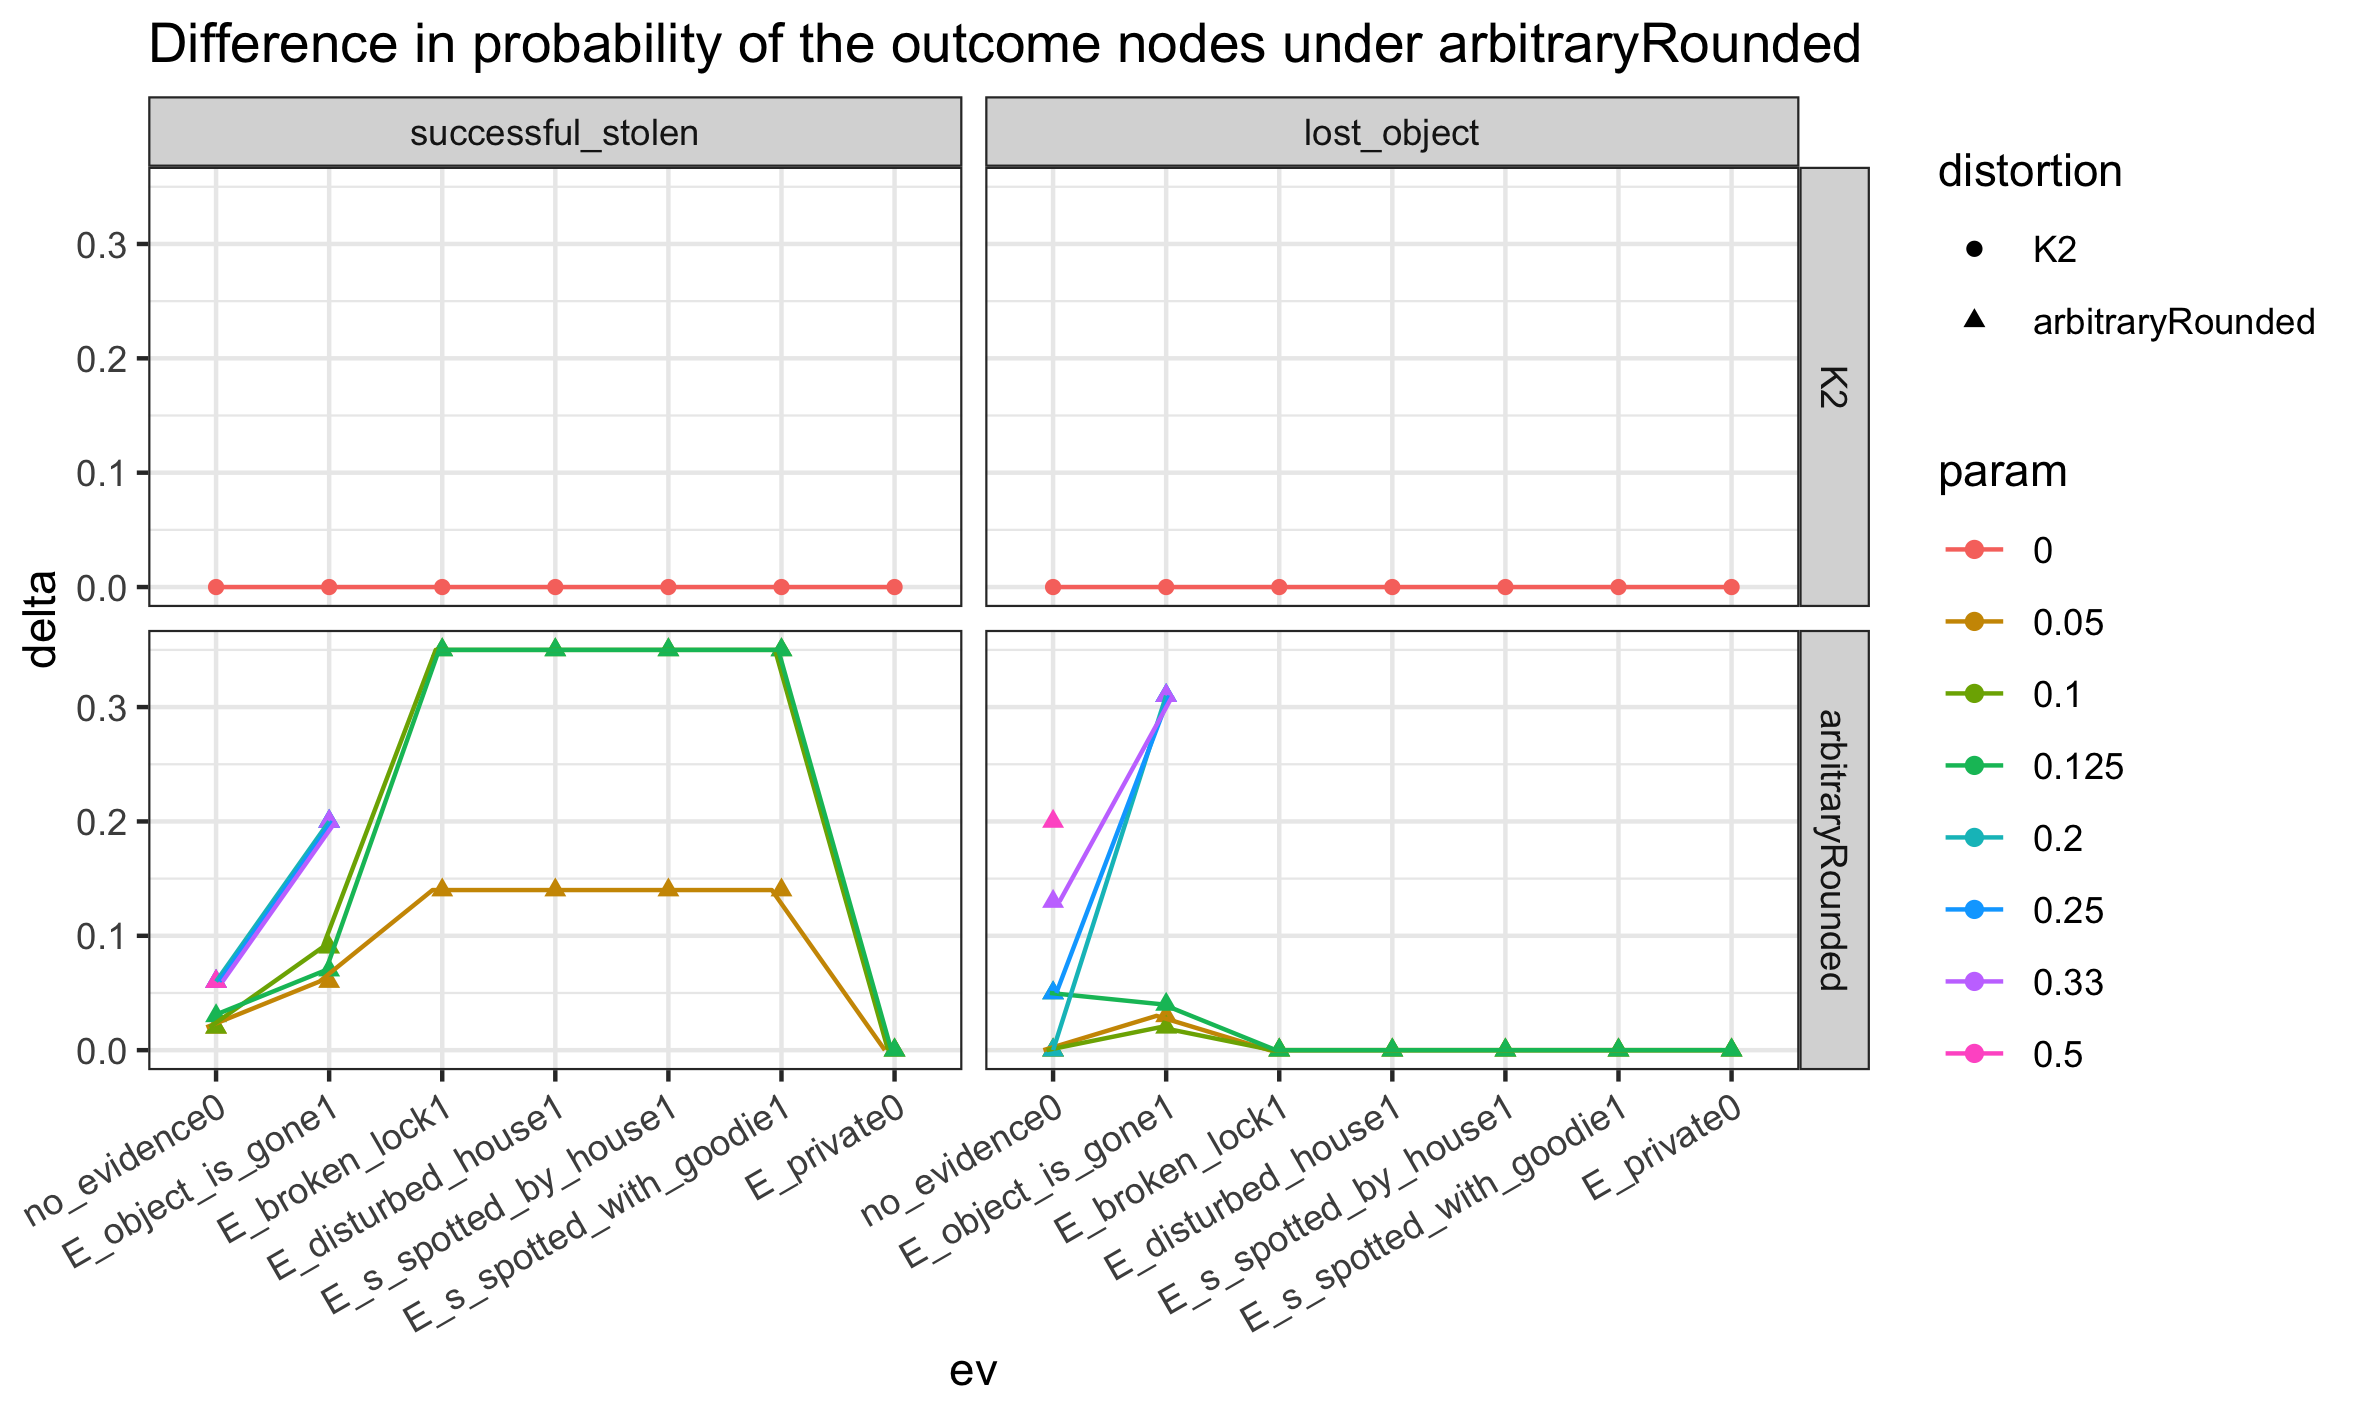 Difference in probability of the outcome nodes under arbitraryRounded
successful_stolen
lost_object
K2
arbitraryRounded
delta
0.3
0.2
0.1
0.0
0.3
0.2
0.1
0.0
no_evidence0
E_object_is_gone1
E_broken_lock1
E_disturbed_house1
E_s_spotted_by_house1
E_s_spotted_with_goodie1
E_private0
no_evidence0
E_object_is_gone1
E_broken_lock1
E_disturbed_house1
E_s_spotted_by_house1
E_s_spotted_with_goodie1
E_private0
ev
distortion
K2
arbitraryRounded
param
0
0.05
0.1
0.125
0.2
0.25
0.33
0.5